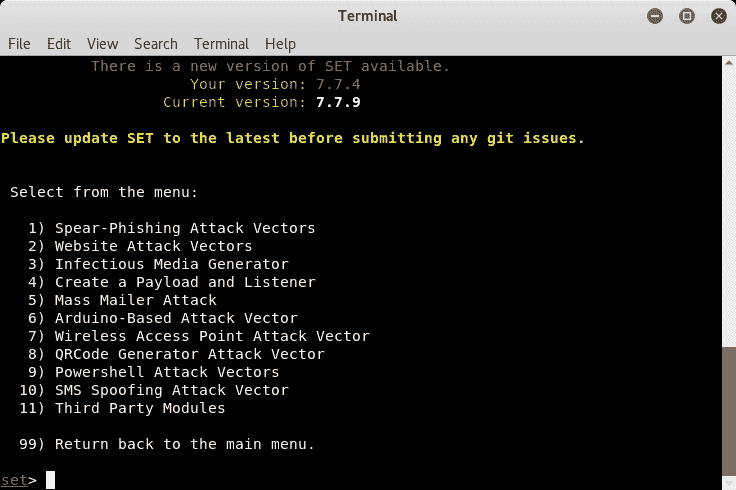 Terminal
File Edit View Search Terminal Help
There is a new version of SET available.
Your version: 7.7.4
Current version: 7.7.9
Please update SET to the latest before submitting any git issues.
Select from the menu:
1) Spear-Phishing Attack Vectors
2) Website Attack Vectors
3) Infectious Media Generator
4) Create a Payload and Listener
5) Mass Mailer Attack
6) Arduino-Based Attack Vector
7) Wireless Access Point Attack Vector
8) QRCode Generator Attack Vector
9) Powershell Attack Vectors
10) SMS Spoofing Attack Vector
11) Third Party Modules
99) Return back to the main menu.
set>